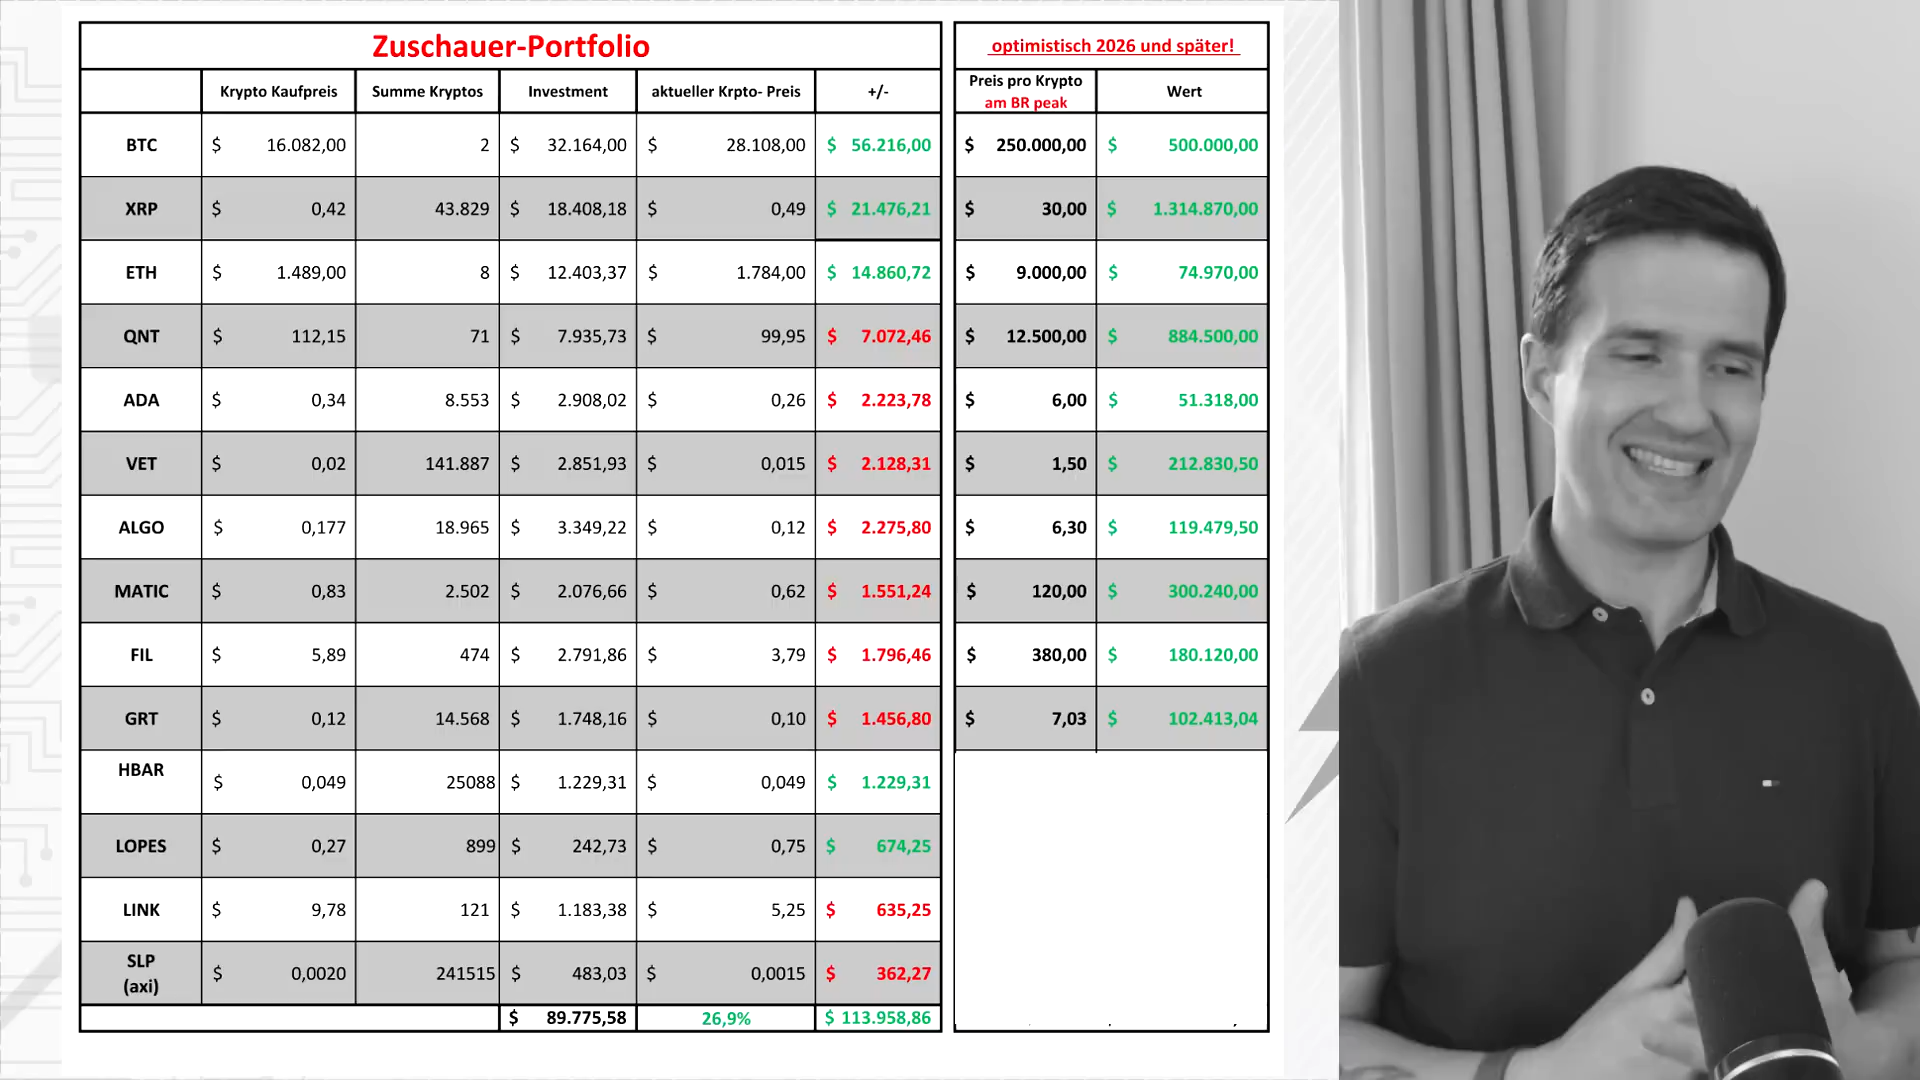 Zuschauer-Portfolio optimistisch 2026 und später!
Krypto Kaufpreis Summe Kryptos Investment aktueller Krpto- Preis +/- Preis pro Krypto am BR peak Wert
BTC $ 16.082,00 2 $ 32.164,00 $ 28.108,00 $ 56.216,00 $ 250.000,00 $ 500.000,00
XRP $ 0,42 43.829 $ 18.408,18 $ 0,49 $ 21.476,21 $ 30,00 $ 1.314.870,00
ETH $ 1.489,00 8 $ 12.403,37 $ 1.784,00 $ 14.860,72 $ 9.000,00 $ 74.970,00
QNT $ 112,15 71 $ 7.935,73 $ 99,95 $ 7.072,46 $ 12.500,00 $ 884.500,00
ADA $ 0,34 8.553 $ 2.908,02 $ 0,26 $ 2.223,78 $ 6,00 $ 51.318,00
VET $ 0,02 141.887 $ 2.851,93 $ 0,015 $ 2.128,31 $ 1,50 $ 212.830,50
ALGO $ 0,177 18.965 $ 3.349,22 $ 0,12 $ 2.275,80 $ 6,30 $ 119.479,50
MATIC $ 0,83 2.502 $ 2.076,66 $ 0,62 $ 1.551,24 $ 120,00 $ 300.240,00
FIL $ 5,89 474 $ 2.791,86 $ 3,79 $ 1.796,46 $ 380,00 $ 180.120,00
GRT $ 0,12 14.568 $ 1.748,16 $ 0,10 $ 1.456,80 $ 7,03 $ 102.413,04
HBAR $ 0,049 25088 $ 1.229,31 $ 0,049 $ 1.229,31
LOPES $ 0,27 899 $ 242,73 $ 0,75 $ 674,25
LINK $ 9,78 121 $ 1.183,38 $ 5,25 $ 635,25
SLP (axi) $ 0,0020 241515 $ 483,03 $ 0,0015 $ 362,27
$ 89.775,58 26,9% $ 113.958,86